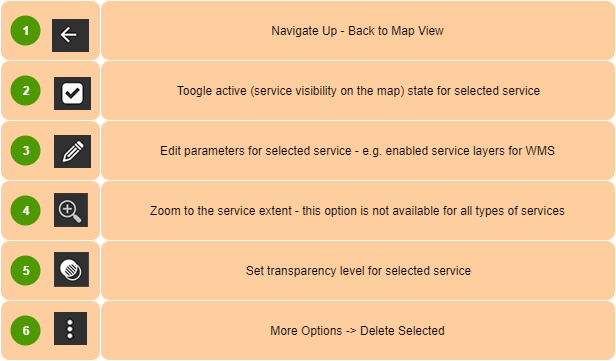 1 Navigate Up - Back to Map View
2 Toogle active (service visibility on the map) state for selected service
3 Edit parameters for selected service - e.g. enabled service layers for WMS
4 Zoom to the service extent - this option is not available for all types of services
5 Set transparency level for selected service
6 More Options -> Delete Selected